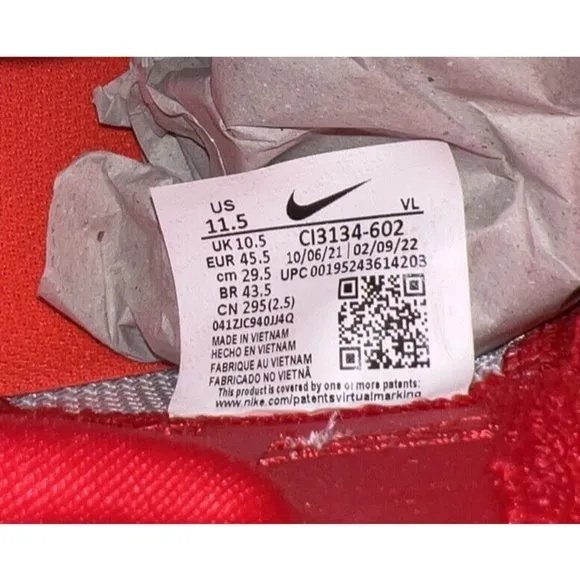 US VL
11.5
UK 10.5 CI3134-602
EUR 45.5 10/06/21 | 02/09/22
cm 29.5 UPC 00195243614203
BR 43.5
CN 295(2.5)
041ZJC940JJ4Q
MADE IN VIETNAM
HECHO EN VIETNAM
FABRIQUE AU VIETNAM
FABRICADO NO VIETNÃ
This product is covered by one or more patents:
www.nike.com/patentsvirtualmarking